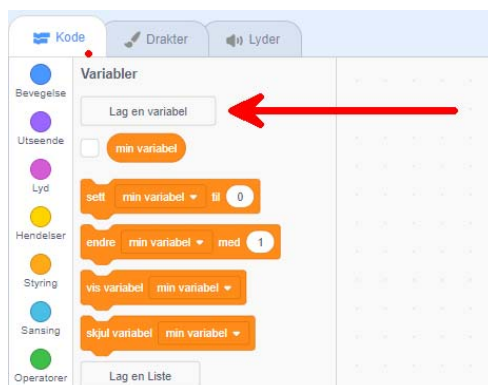 Kode
Drakter
Lyder
Bevegelse
Utseende
Lyd
Hendelser
Styring
Sansing
Operatorer
Variabler
Lag en variabel
min variabel
sett min variabel til 0
endre min variabel med 1
vis variabel min variabel
skjul variabel min variabel
Lag en Liste